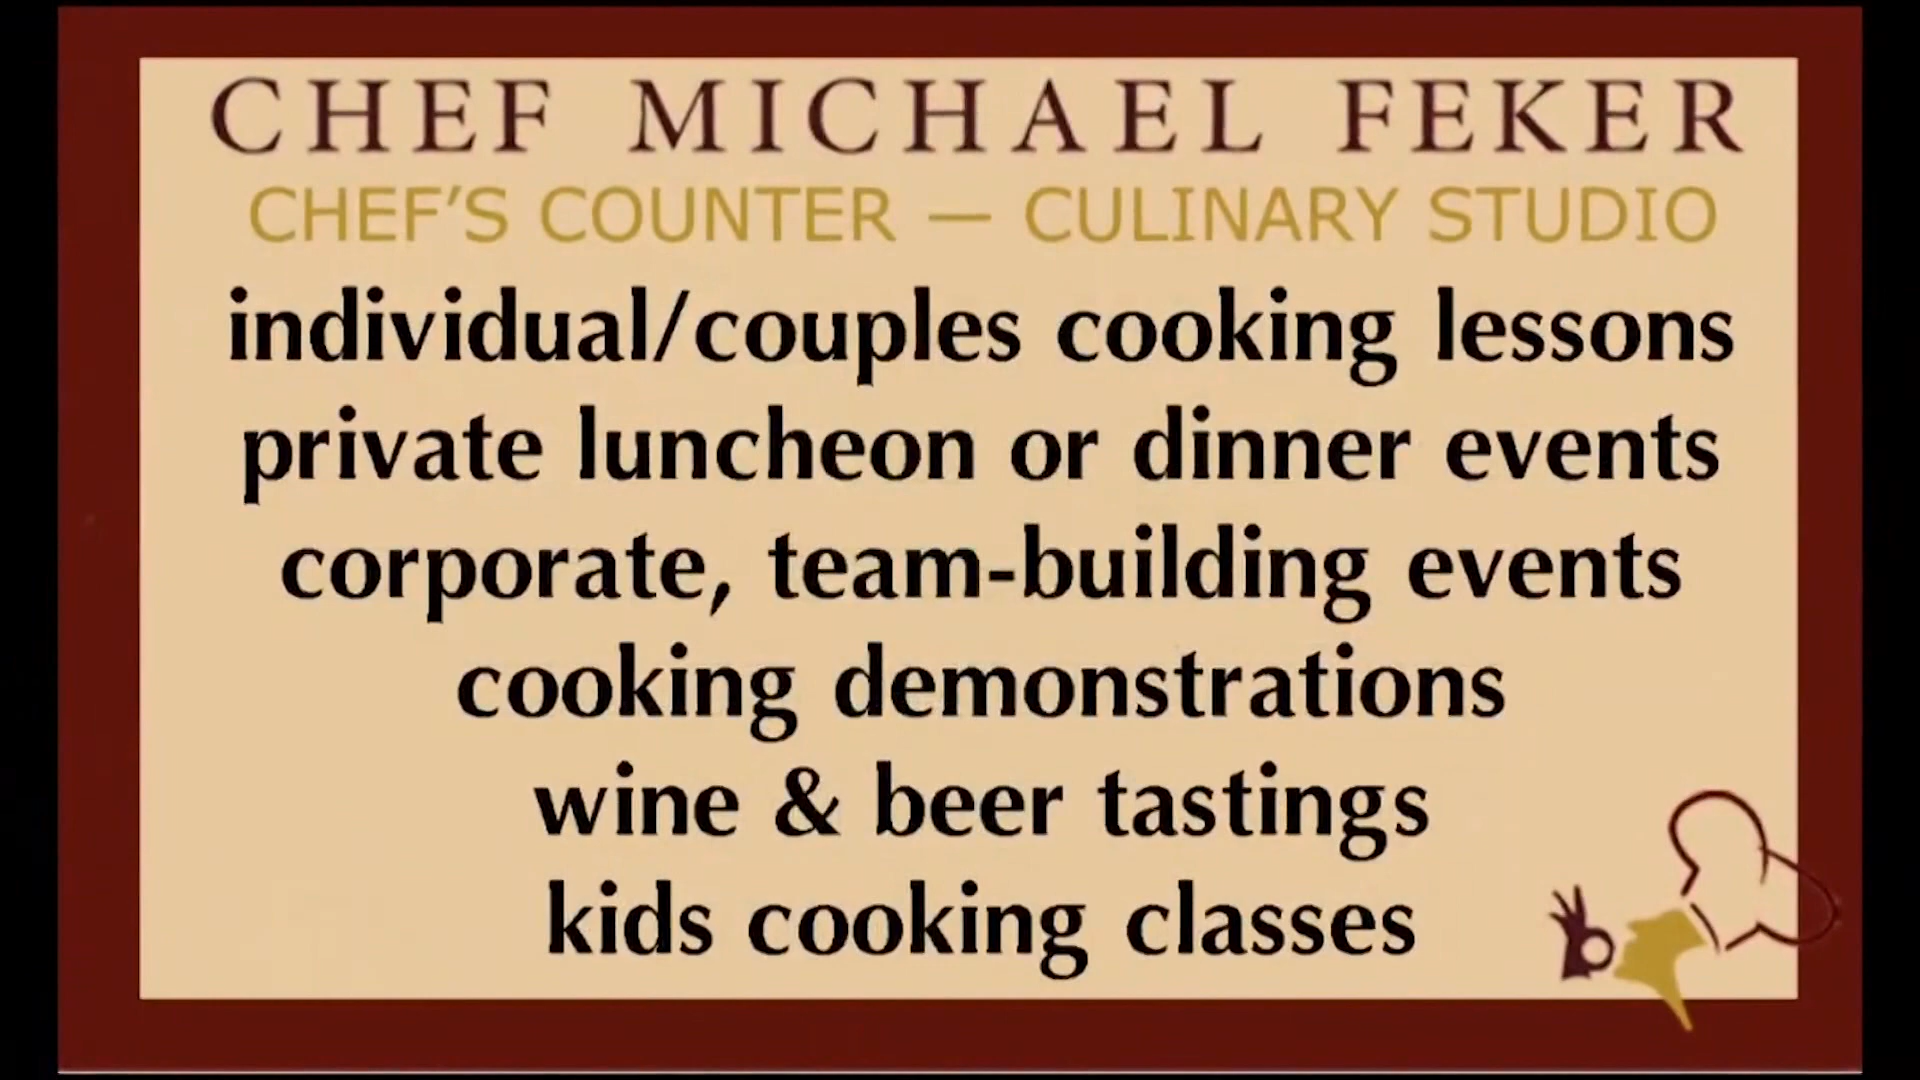 CHEF MICHAEL FEKER
CHEF'S COUNTER — CULINARY STUDIO
individual/couples cooking lessons
private luncheon or dinner events
corporate, team-building events
cooking demonstrations
wine & beer tastings
kids cooking classes